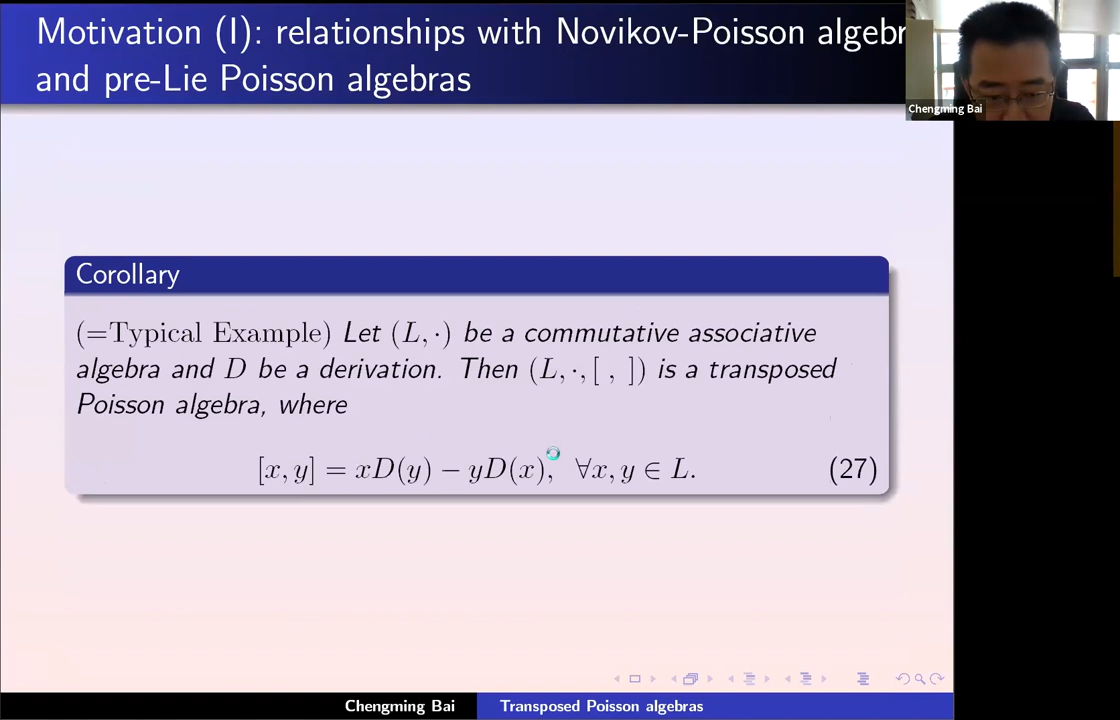 Motivation (I): relationships with Novikov-Poisson algebr
and pre-Lie Poisson algebras
Chengming Bai
Corollary
(=Typical Example) Let (L, ·) be a commutative associative
algebra and D be a derivation. Then (L, ·, [ , ]) is a transposed
Poisson algebra, where
[x, y] = xD(y) − yD(x), ∀x, y ∈ L. (27)
Chengming Bai Transposed Poisson algebras